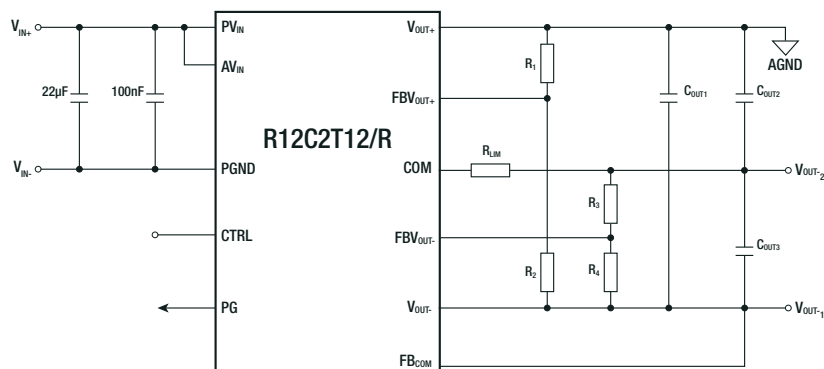 VIN+
PVIN
VOUT+
AGND
AVIN
R1
22µF
100nF
FBVOUT+
COUT1
COUT2
R12C2T12/R
VIN-
PGND
COM
RLIM
VOUT-2
R3
CTRL
FBVOUT-
R2
R4
COUT3
PG
VOUT-
VOUT-1
FBCOM